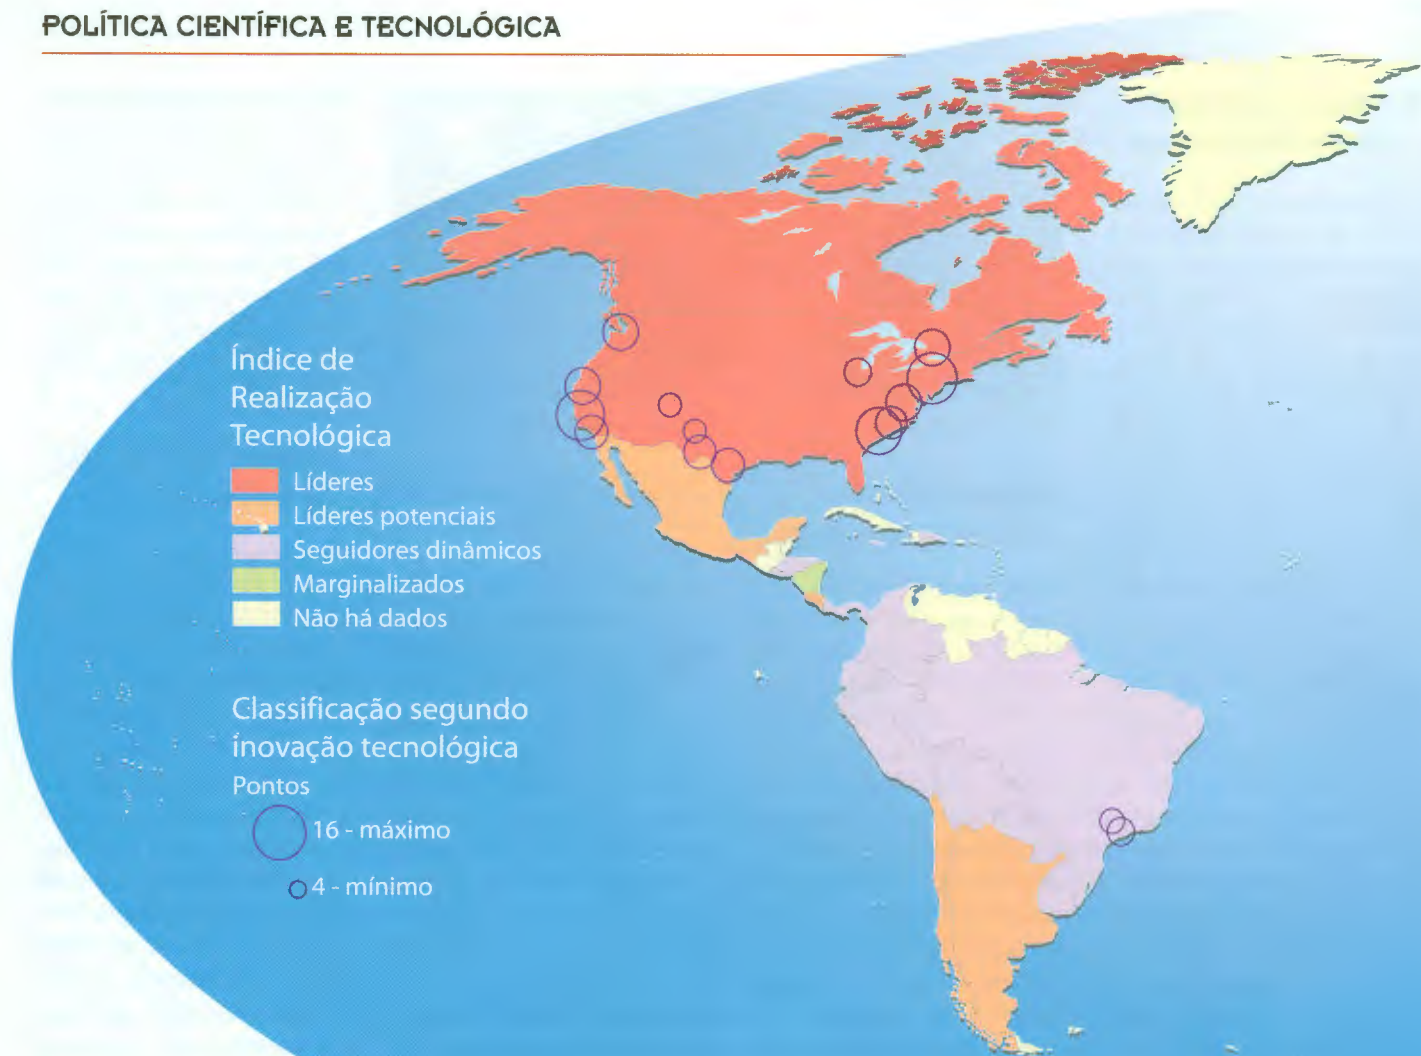 POLÍTICA CIENTÍFICA E TECNOLÓGICA
Índice de
Realização
Tecnológica
Líderes
Líderes potenciais
Seguidores dinâmicos
Marginalizados
Não há dados
Classificação segundo
inovação tecnológica
Pontos
16 - máximo
4 - mínimo